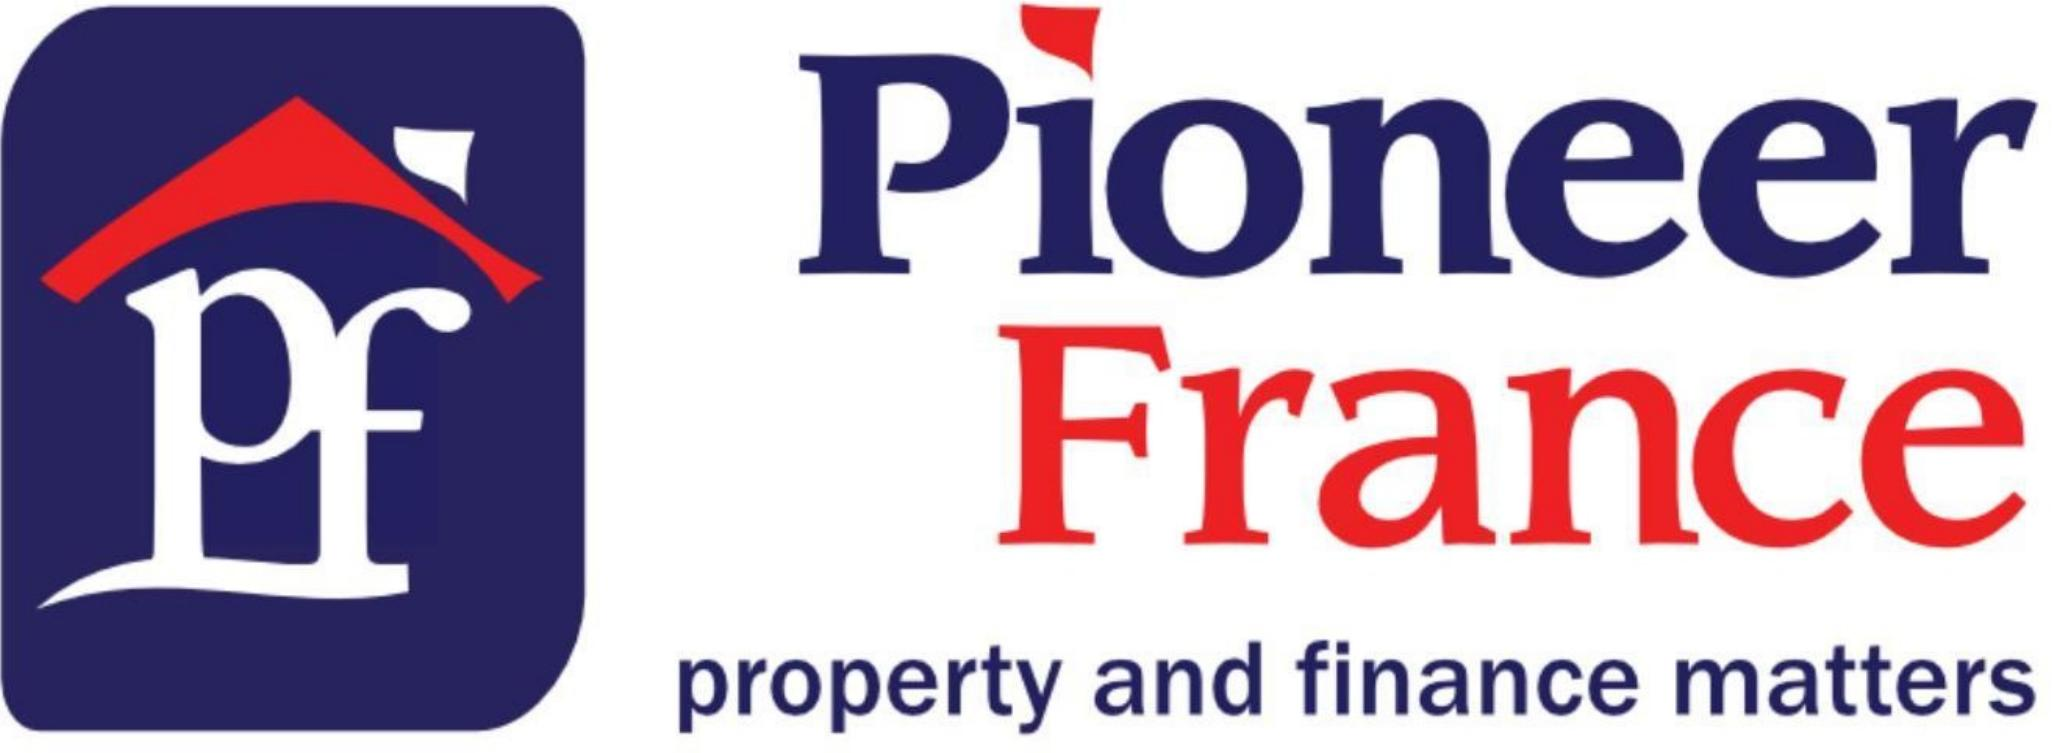 pf
Pioneer
France
property and finance matters